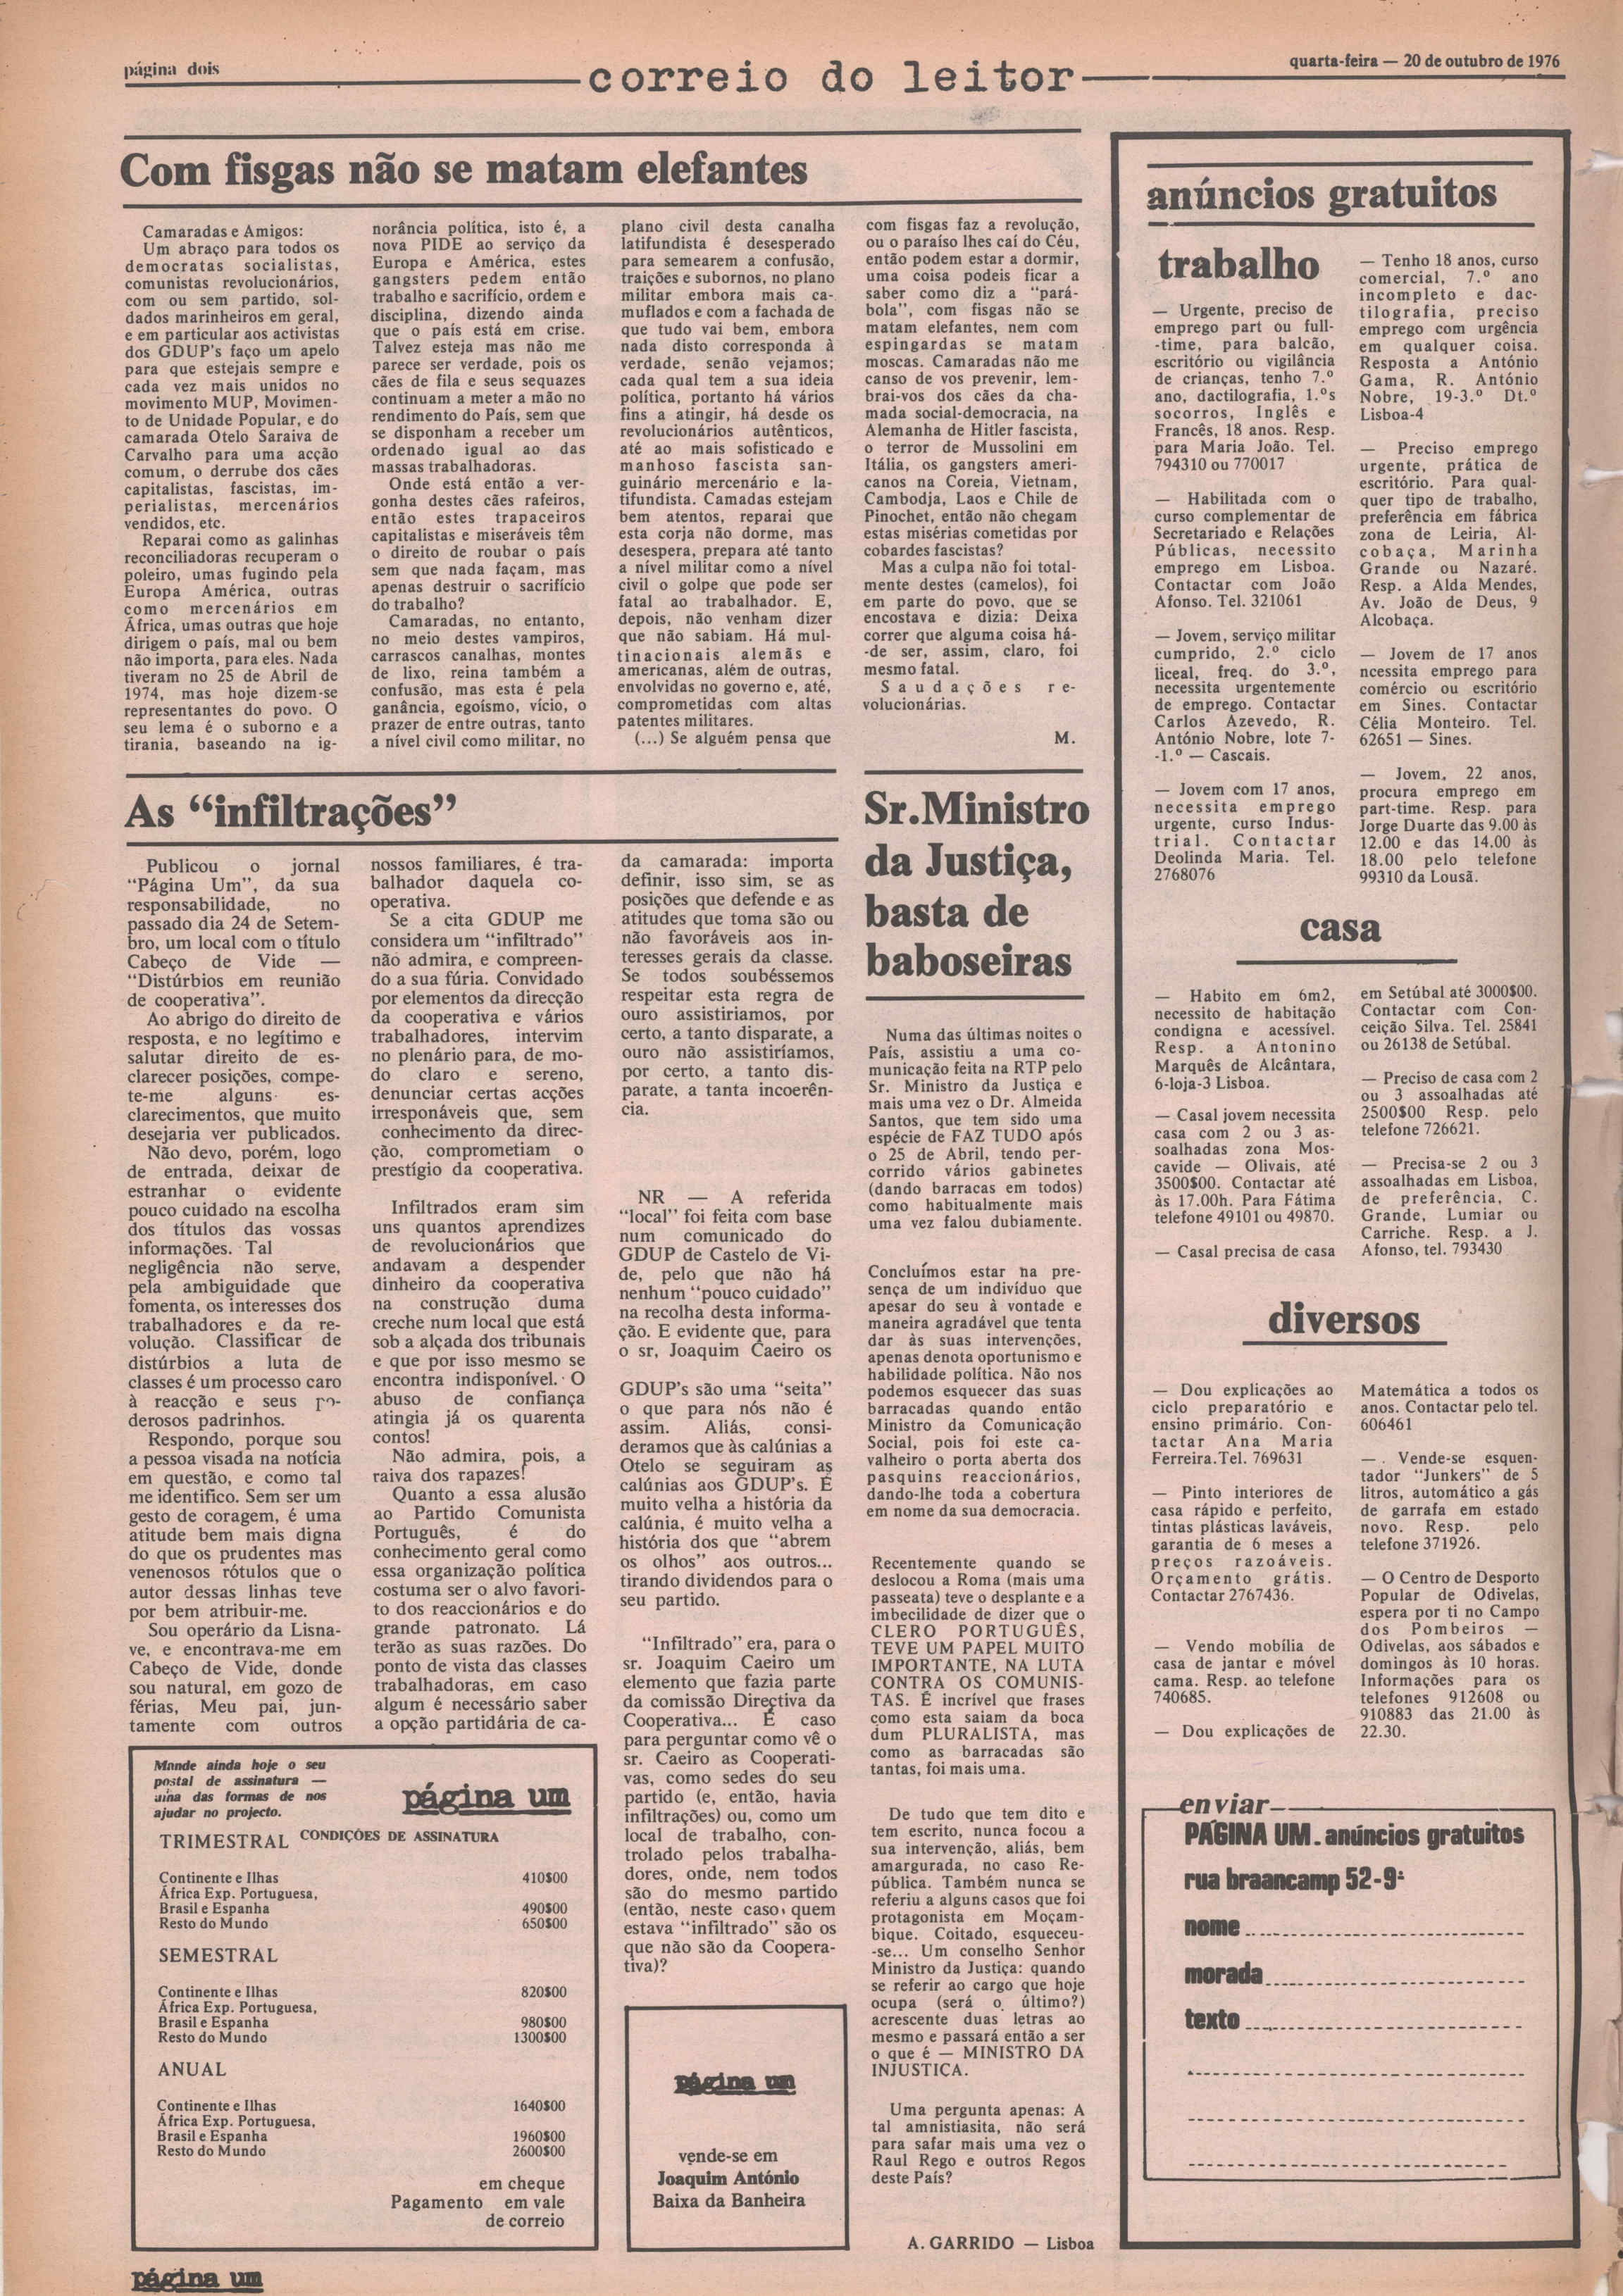 página dois
correio do leitor
quarta-feira — 20 de outubro de 1976
Com fisgas não se matam elefantes
Camaradas e Amigos:
Um abraço para todos os
democratas socialistas,
comunistas revolucionários,
com ou sem partido, sol-
dados marinheiros em geral,
e em particular aos activistas
dos GDUP's faço um apelo
para que estejais sempre e
cada vez mais unidos no
movimento MUP, Movimen-
to de Unidade Popular, e do
camarada Otelo Saraiva de
Carvalho para uma acção
comum, o derrube dos cães
capitalistas, fascistas, im-
perialistas, mercenários
vendidos, etc.
Reparai como as galinhas
reconciliadoras recuperam o
poleiro, umas fugindo pela
Europa América, outras
como mercenários em
África, umas outras que hoje
dirigem o país, mal ou bem
não importa, para eles. Nada
tiveram no 25 de Abril de
1974, mas hoje dizem-se
representantes do povo. O
seu lema é o suborno e a
tirania, baseando na ig-
norância política, isto é, a
nova PIDE ao serviço da
Europa e América, estes
gangsters pedem então
trabalho e sacrifício, ordem e
disciplina, dizendo ainda
que o país está em crise.
Talvez esteja mas não me
parece ser verdade, pois os
cães de fila e seus sequazes
continuam a meter a mão no
rendimento do País, sem que
se disponham a receber um
ordenado igual ao das
massas trabalhadoras.
Onde está então a ver-
gonha destes cães rafeiros,
então estes trapaceiros
capitalistas e miseráveis têm
o direito de roubar o país
sem que nada façam, mas
apenas destruir o sacrifício
do trabalho?
Camaradas, no entanto,
no meio destes vampiros,
carrascos canalhas, montes
de lixo, reina também a
confusão, mas esta é pela
ganância, egoísmo, vício, o
prazer de entre outras, tanto
a nível civil como militar, no
plano civil desta canalha
latifundista é desesperado
para semearem a confusão,
traições e subornos, no plano
militar embora mais ca-
muflados e com a fachada de
que tudo vai bem, embora
nada disto corresponda à
verdade, senão vejamos;
cada qual tem a sua ideia
política, portanto há vários
fins a atingir, há desde os
revolucionários autênticos,
até ao mais sofisticado e
manhoso fascista san-
guinário mercenário e la-
tifundista. Camadas estejam
bem atentos, reparai que
esta corja não dorme, mas
desespera, prepara até tanto
a nível militar como a nível
civil o golpe que pode ser
fatal ao trabalhador. E,
depois, não venham dizer
que não sabiam. Há mul-
tinacionais alemãs e
americanas, além de outras,
envolvidas no governo e, até,
comprometidas com altas
patentes militares.
(...) Se alguém pensa que
com fisgas faz a revolução,
ou o paraíso lhes caí do Céu,
então podem estar a dormir,
uma coisa podeis ficar a
saber como diz a "pará-
bola", com fisgas não se
matam elefantes, nem com
espingardas se matam
moscas. Camaradas não me
canso de vos prevenir, lem-
brai-vos dos cães da cha-
mada social-democracia, na
Alemanha de Hitler fascista,
o terror de Mussolini em
Itália, os gangsters ameri-
canos na Coreia, Vietnam,
Cambodja, Laos e Chile de
Pinochet, então não chegam
estas misérias cometidas por
cobardes fascistas?
Mas a culpa não foi total-
mente destes (camelos), foi
em parte do povo, que se
encostava e dizia: Deixa
correr que alguma coisa há-
-de ser, assim, claro, foi
mesmo fatal.
Saudações re-
volucionárias.
M.
As "infiltrações"
Publicou o jornal
"Página Um", da sua
responsabilidade, no
passado dia 24 de Setem-
bro, um local com o título
Cabeço de Vide —
"Distúrbios em reunião
de cooperativa".
Ao abrigo do direito de
resposta, e no legítimo e
salutar direito de es-
clarecer posições, compe-
te-me alguns es-
clarecimentos, que muito
desejaria ver publicados.
Não devo, porém, logo
de entrada, deixar de
estranhar o evidente
pouco cuidado na escolha
dos títulos das vossas
informações. Tal
negligência não serve,
pela ambiguidade que
fomenta, os interesses dos
trabalhadores e da re-
volução. Classificar de
distúrbios a luta de
classes é um processo caro
à reacção e seus po-
derosos padrinhos.
Respondo, porque sou
a pessoa visada na notícia
em questão, e como tal
me identifico. Sem ser um
gesto de coragem, é uma
atitude bem mais digna
do que os prudentes mas
venenosos rótulos que o
autor dessas linhas teve
por bem atribuir-me.
Sou operário da Lisna-
ve, e encontrava-me em
Cabeço de Vide, donde
sou natural, em gozo de
férias, Meu pai, jun-
tamente com outros
nossos familiares, é tra-
balhador daquela co-
operativa.
Se a cita GDUP me
considera um "infiltrado"
não admira, e compreen-
do a sua fúria. Convidado
por elementos da direcção
da cooperativa e vários
trabalhadores, intervim
no plenário para, de mo-
do claro e sereno,
denunciar certas acções
irresponáveis que, sem
conhecimento da direc-
ção, comprometiam o
prestígio da cooperativa.
Infiltrados eram sim
uns quantos aprendizes
de revolucionários que
andavam a despender
dinheiro da cooperativa
na construção duma
creche num local que está
sob a alçada dos tribunais
e que por isso mesmo se
encontra indisponível. O
abuso de confiança
atingia já os quarenta
contos!
Não admira, pois, a
raiva dos rapazes!
Quanto a essa alusão
ao Partido Comunista
Português, é do
conhecimento geral como
essa organização política
costuma ser o alvo favori-
to dos reaccionários e do
grande patronato. Lá
terão as suas razões. Do
ponto de vista das classes
trabalhadoras, em caso
algum é necessário saber
a opção partidária de ca-
da camarada: importa
definir, isso sim, se as
posições que defende e as
atitudes que toma são ou
não favoráveis aos in-
teresses gerais da classe.
Se todos soubéssemos
respeitar esta regra de
ouro assistiriamos, por
certo, a tanto disparate, a
ouro não assistiríamos,
por certo, a tanto dis-
parate, a tanta incoerên-
cia.
NR — A referida
"local" foi feita com base
num comunicado do
GDUP de Castelo de Vi-
de, pelo que não há
nenhum "pouco cuidado"
na recolha desta informa-
ção. E evidente que, para
o sr, Joaquim Caeiro os
GDUP's são uma "seita"
o que para nós não é
assim. Aliás, consi-
deramos que às calúnias a
Otelo se seguiram as
calúnias aos GDUP's. É
muito velha a história da
calúnia, é muito velha a
história dos que "abrem
os olhos" aos outros...
tirando dividendos para o
seu partido.
"Infiltrado" era, para o
sr. Joaquim Caeiro um
elemento que fazia parte
da comissão Directiva da
Cooperativa... É caso
para perguntar como vê o
sr. Caeiro as Cooperati-
vas, como sedes do seu
partido (e, então, havia
infiltrações) ou, como um
local de trabalho, con-
trolado pelos trabalha-
dores, onde, nem todos
são do mesmo partido
(então, neste caso, quem
estava "infiltrado" são os
que não são da Coopera-
tiva)?
Sr.Ministro
da Justiça,
basta de
baboseiras
Numa das últimas noites o
País, assistiu a uma co-
municação feita na RTP pelo
Sr. Ministro da Justiça e
mais uma vez o Dr. Almeida
Santos, que tem sido uma
espécie de FAZ TUDO após
o 25 de Abril, tendo per-
corrido vários gabinetes
(dando barracas em todos)
como habitualmente mais
uma vez falou dubiamente.
Concluímos estar na pre-
sença de um indivíduo que
apesar do seu à vontade e
maneira agradável que tenta
dar às suas intervenções,
apenas denota oportunismo e
habilidade política. Não nos
podemos esquecer das suas
barracadas quando então
Ministro da Comunicação
Social, pois foi este ca-
valheiro o porta aberta dos
pasquins reaccionários,
dando-lhe toda a cobertura
em nome da sua democracia.
Recentemente quando se
deslocou a Roma (mais uma
passeata) teve o desplante e a
imbecilidade de dizer que o
CLERO PORTUGUÊS,
TEVE UM PAPEL MUITO
IMPORTANTE, NA LUTA
CONTRA OS COMUNIS-
TAS. É incrível que frases
como esta saiam da boca
dum PLURALISTA, mas
como as barracadas são
tantas, foi mais uma.
De tudo que tem dito e
tem escrito, nunca focou a
sua intervenção, aliás, bem
amargurada, no caso Re-
pública. Também nunca se
referiu a alguns casos que foi
protagonista em Moçam-
bique. Coitado, esqueceu-
-se... Um conselho Senhor
Ministro da Justiça: quando
se referir ao cargo que hoje
ocupa (será o último?)
acrescente duas letras ao
mesmo e passará então a ser
o que é — MINISTRO DA
INJUSTICA.
Uma pergunta apenas: A
tal amnistiasita, não será
para safar mais uma vez o
Raul Rego e outros Regos
deste País?
A. GARRIDO — Lisboa
Mande ainda hoje o seu
postal de assinatura —
uma das formas de nos
ajudar no projecto.
página um
TRIMESTRAL CONDIÇÕES DE ASSINATURA
Continente e Ilhas 410$00
África Exp. Portuguesa,
Brasil e Espanha 490$00
Resto do Mundo 650$00
SEMESTRAL
Continente e Ilhas 820$00
África Exp. Portuguesa,
Brasil e Espanha 980$00
Resto do Mundo 1300$00
ANUAL
Continente e Ilhas 1640$00
África Exp. Portuguesa,
Brasil e Espanha 1960$00
Resto do Mundo 2600$00
em cheque
Pagamento em vale
de correio
página um
vende-se em
Joaquim António
Baixa da Banheira
página um
anúncios gratuitos
trabalho
— Urgente, preciso de
emprego part ou full-
-time, para balcão,
escritório ou vigilância
de crianças, tenho 7.º
ano, dactilografia, 1.ºs
socorros, Inglês e
Francês, 18 anos. Resp.
para Maria João. Tel.
794310 ou 770017
— Habilitada com o
curso complementar de
Secretariado e Relações
Públicas, necessito
emprego em Lisboa.
Contactar com João
Afonso. Tel. 321061
— Jovem, serviço militar
cumprido, 2.º ciclo
liceal, freq. do 3.º,
necessita urgentemente
de emprego. Contactar
Carlos Azevedo, R.
António Nobre, lote 7-
-1.º — Cascais.
— Jovem com 17 anos,
necessita emprego
urgente, curso Indus-
trial. Contactar
Deolinda Maria. Tel.
2768076
— Tenho 18 anos, curso
comercial, 7.º ano
incompleto e dac-
tilografia, preciso
emprego com urgência
em qualquer coisa.
Resposta a António
Gama, R. António
Nobre, 19-3.º Dt.º
Lisboa-4
— Preciso emprego
urgente, prática de
escritório. Para qual-
quer tipo de trabalho,
preferência em fábrica
zona de Leiria, Al-
cobaça, Marinha
Grande ou Nazaré.
Resp. a Alda Mendes,
Av. João de Deus, 9
Alcobaça.
— Jovem de 17 anos
ncessita emprego para
comércio ou escritório
em Sines. Contactar
Célia Monteiro. Tel.
62651 — Sines.
— Jovem, 22 anos,
procura emprego em
part-time. Resp. para
Jorge Duarte das 9.00 às
12.00 e das 14.00 às
18.00 pelo telefone
99310 da Lousã.
casa
— Habito em 6m2,
necessito de habitação
condigna e acessível.
Resp. a Antonino
Marquês de Alcântara,
6-loja-3 Lisboa.
— Casal jovem necessita
casa com 2 ou 3 as-
soalhadas zona Mos-
cavide — Olivais, até
3500$00. Contactar até
às 17.00h. Para Fátima
telefone 49101 ou 49870.
— Casal precisa de casa
em Setúbal até 3000$00.
Contactar com Con-
ceição Silva. Tel. 25841
ou 26138 de Setúbal.
— Preciso de casa com 2
ou 3 assoalhadas até
2500$00 Resp. pelo
telefone 726621.
— Precisa-se 2 ou 3
assoalhadas em Lisboa,
de preferência, C.
Grande, Lumiar ou
Carriche. Resp. a J.
Afonso, tel. 793430
diversos
— Dou explicações ao
ciclo preparatório e
ensino primário. Con-
tactar Ana Maria
Ferreira.Tel. 769631
— Pinto interiores de
casa rápido e perfeito,
tintas plásticas laváveis,
garantia de 6 meses a
preços razoáveis.
Orçamento grátis.
Contactar 2767436.
— Vendo mobília de
casa de jantar e móvel
cama. Resp. ao telefone
740685.
— Dou explicações de
Matemática a todos os
anos. Contactar pelo tel.
606461
— Vende-se esquen-
tador "Junkers" de 5
litros, automático a gás
de garrafa em estado
novo. Resp. pelo
telefone 371926.
— O Centro de Desporto
Popular de Odivelas,
espera por ti no Campo
dos Pombeiros —
Odivelas, aos sábados e
domingos às 10 horas.
Informações para os
telefones 912608 ou
910883 das 21.00 às
22.30.
enviar
PÁGINA UM - anúncios gratuitos
rua braancamp 52-9º
nome
morada
texto